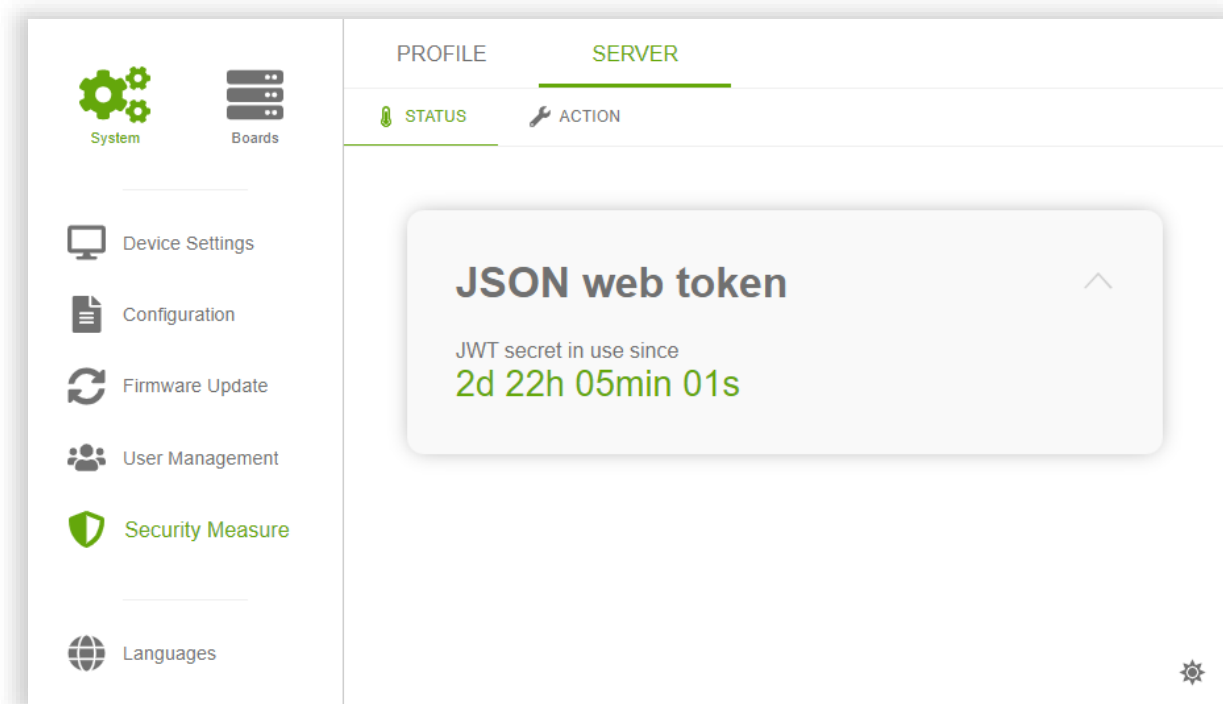 System
Boards
Device Settings
Configuration
Firmware Update
User Management
Security Measure
Languages
PROFILE
SERVER
STATUS
ACTION
JSON web token
JWT secret in use since
2d 22h 05min 01s